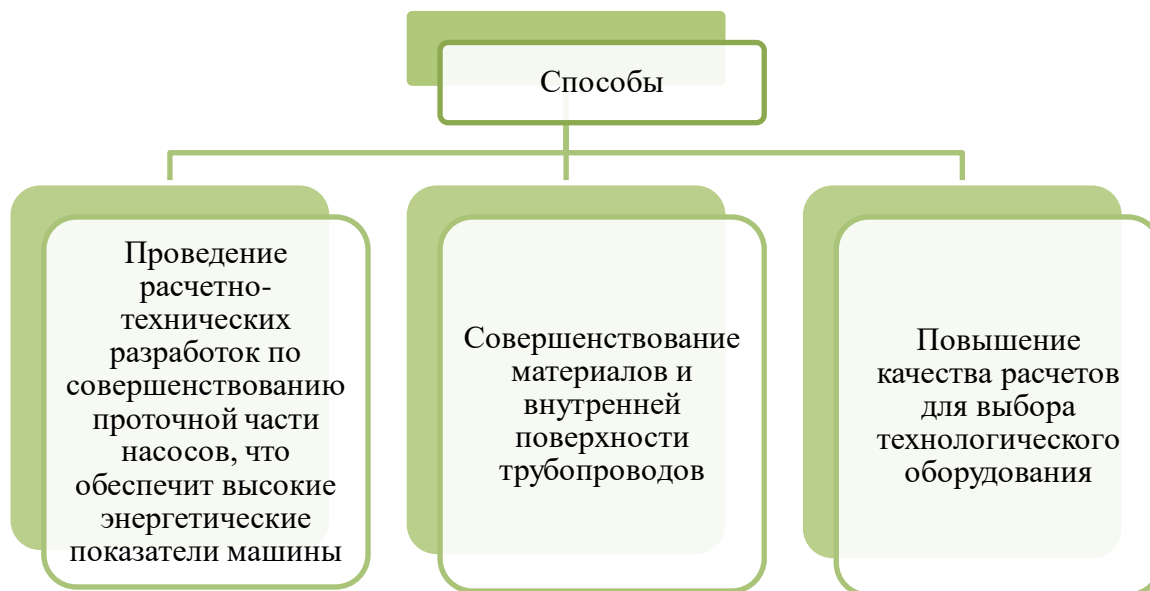 Способы
Проведение
расчетно-
технических
разработок по
совершенствованию
проточной части
насосов, что
обеспечит высокие
энергетические
показатели машины
Совершенствование
материалов и
внутренней
поверхности
трубопроводов
Повышение
качества расчетов
для выбора
технологического
оборудования